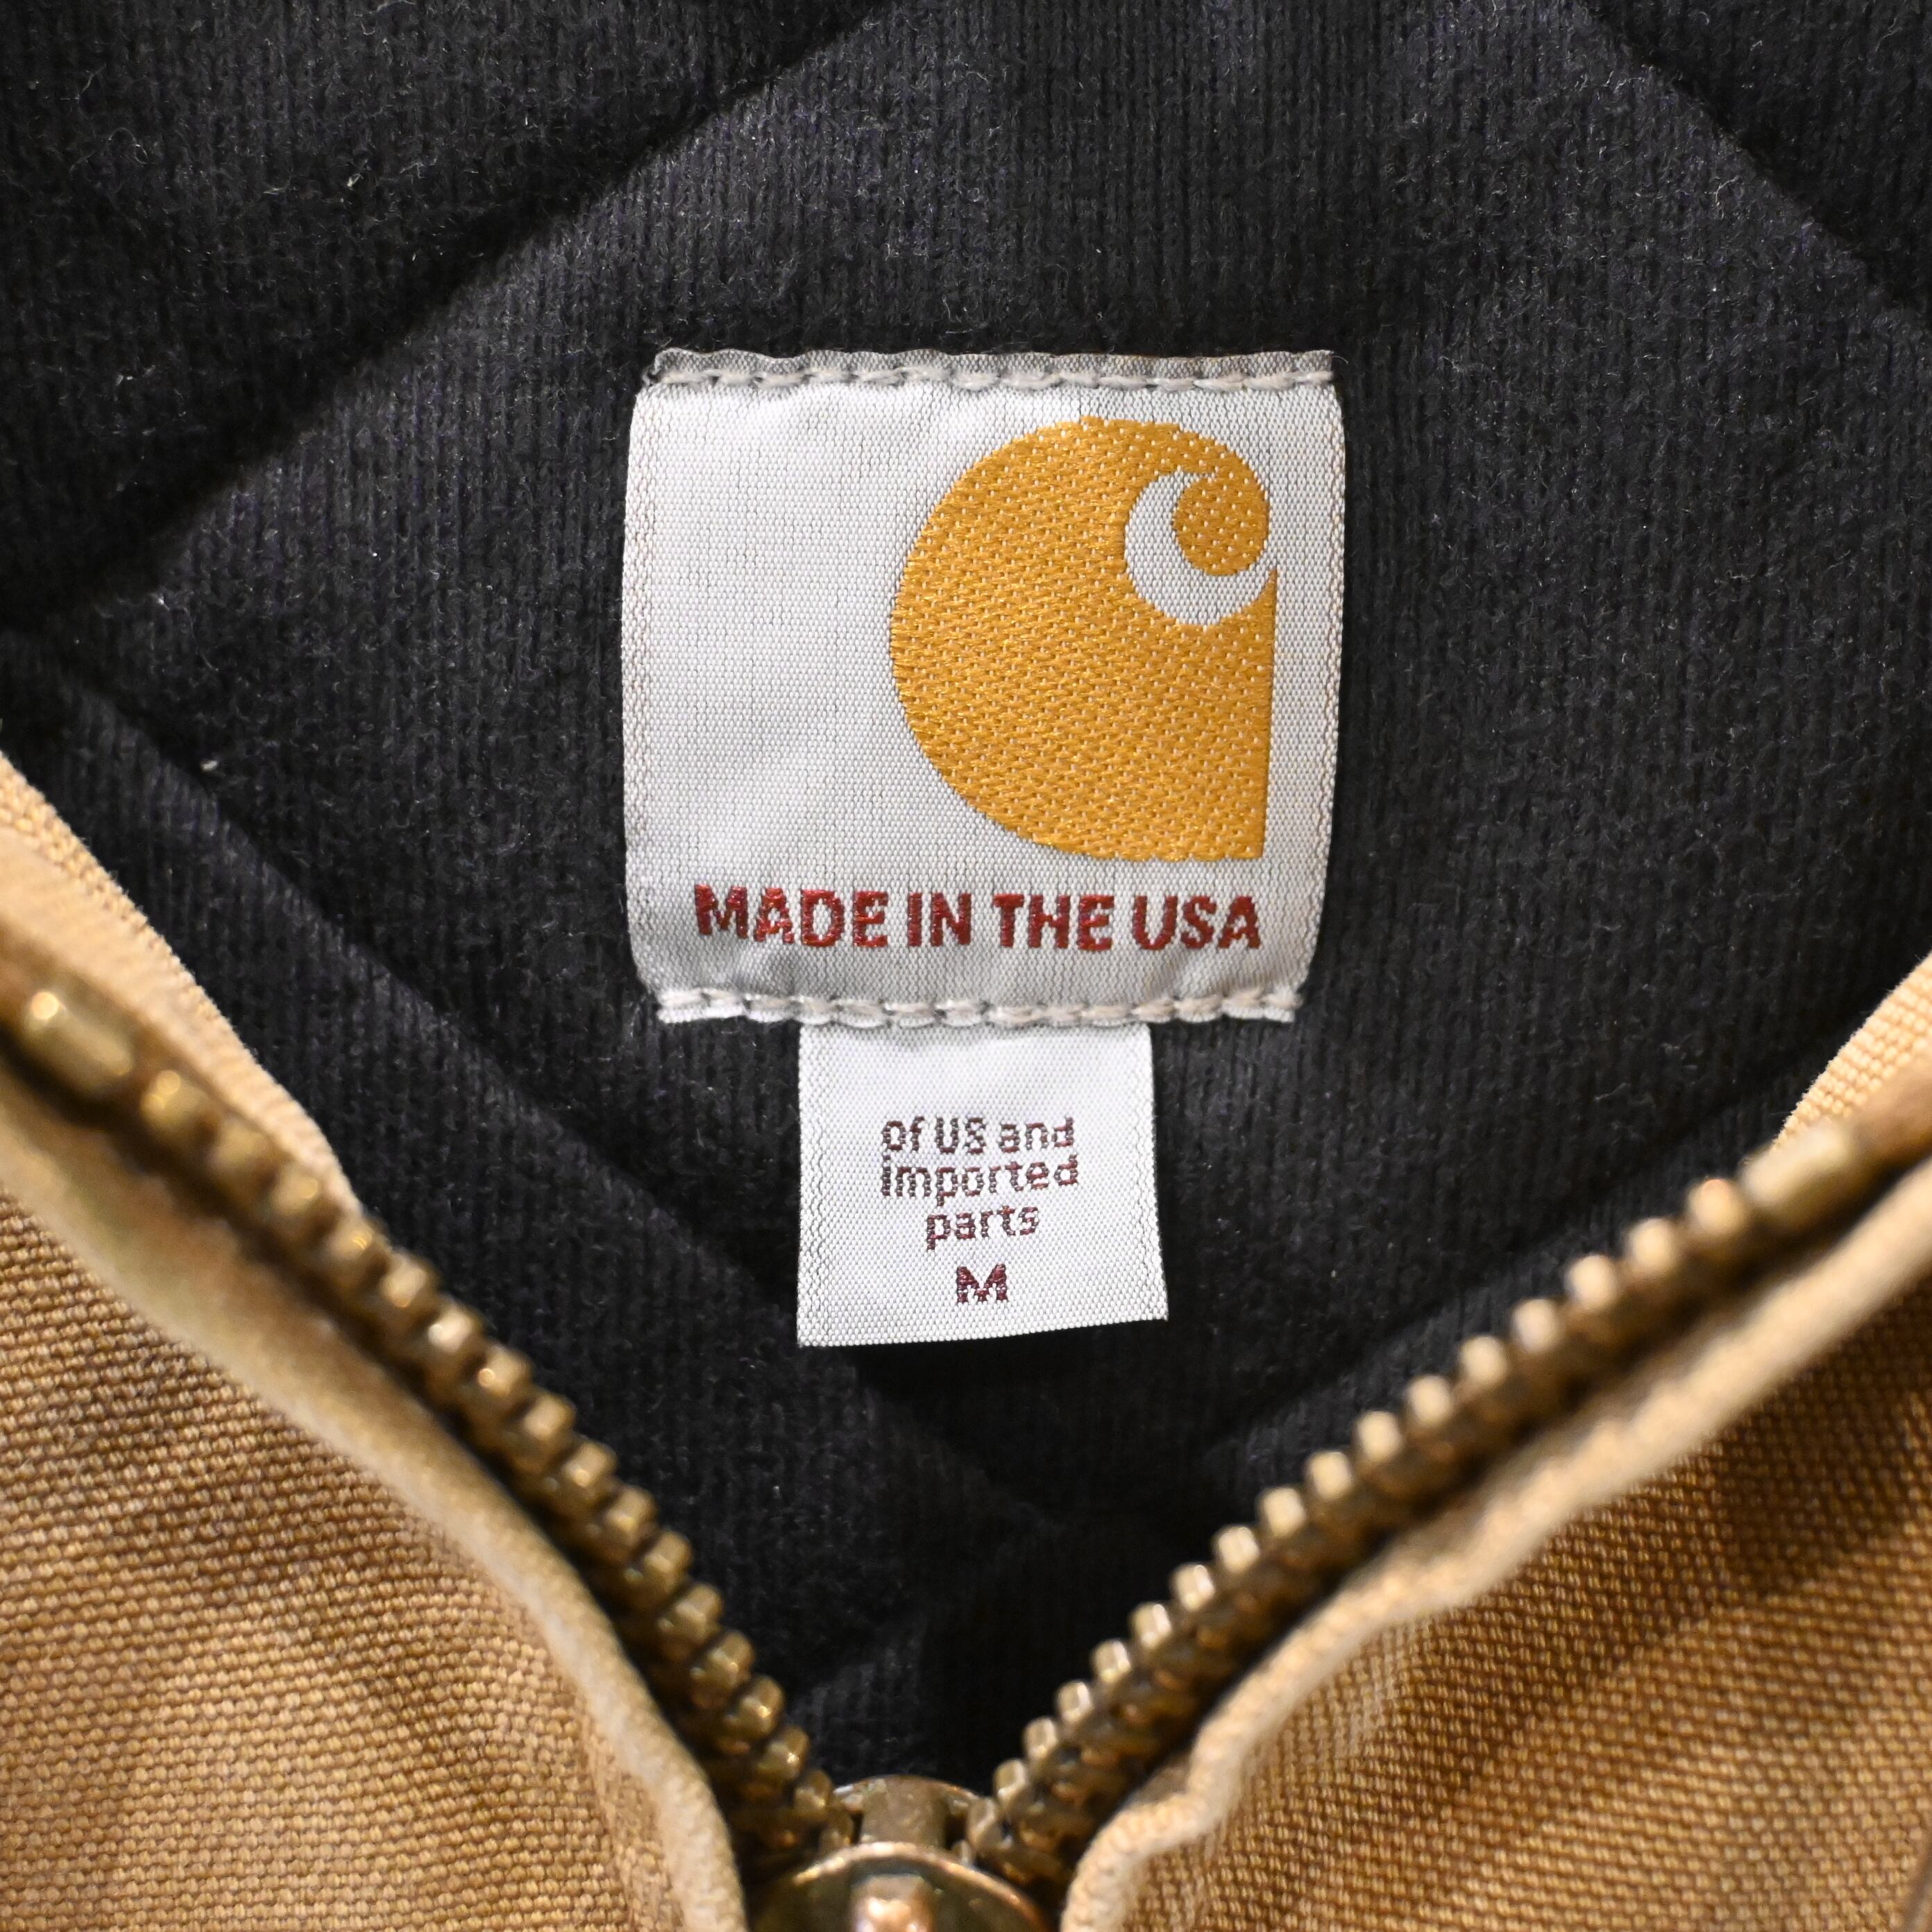 MADE IN THE USA
of US and
imported
parts
M